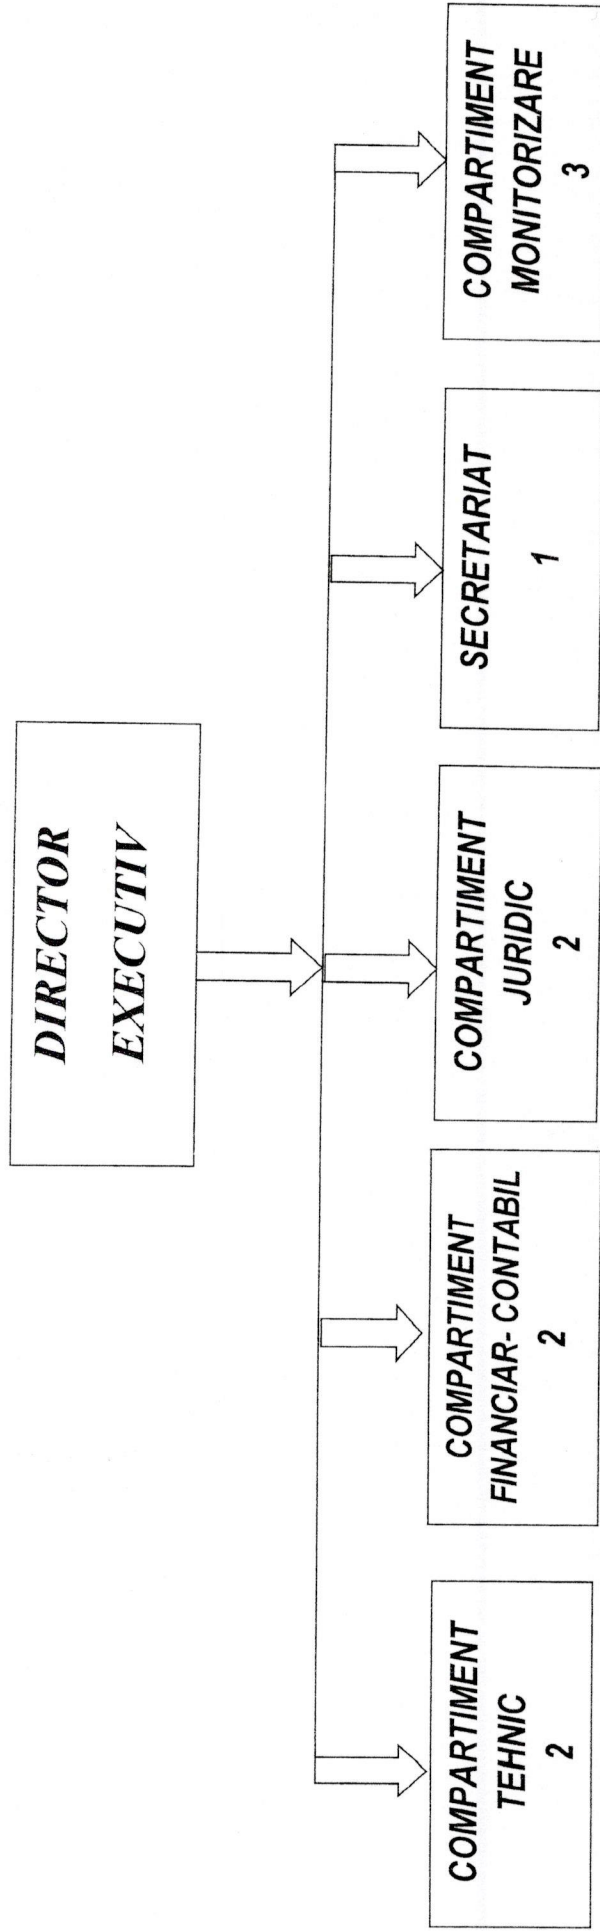 DIRECTOR
EXECUTIV
COMPARTIMENT
TEHNIC
2
COMPARTIMENT
FINANCIAR- CONTABIL
2
COMPARTIMENT
JURIDIC
2
SECRETARIAT
1
COMPARTIMENT
MONITORIZARE
3